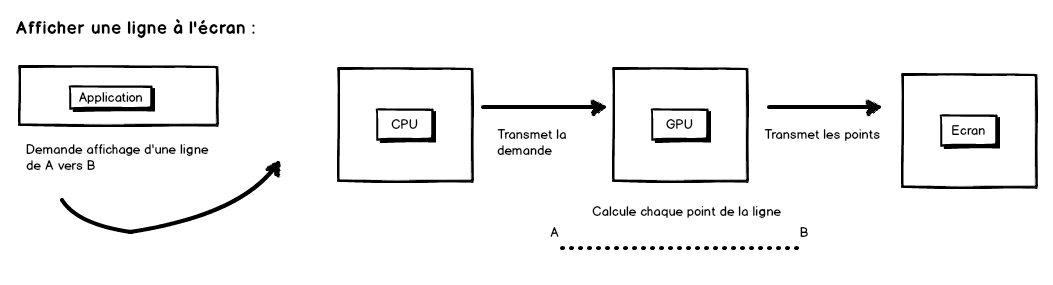 Afficher une ligne à l'écran :
Application
Demande affichage d'une ligne
de A vers B
CPU
Transmet la
demande
GPU
Transmet les points
Ecran
Calcule chaque point de la ligne
A
B